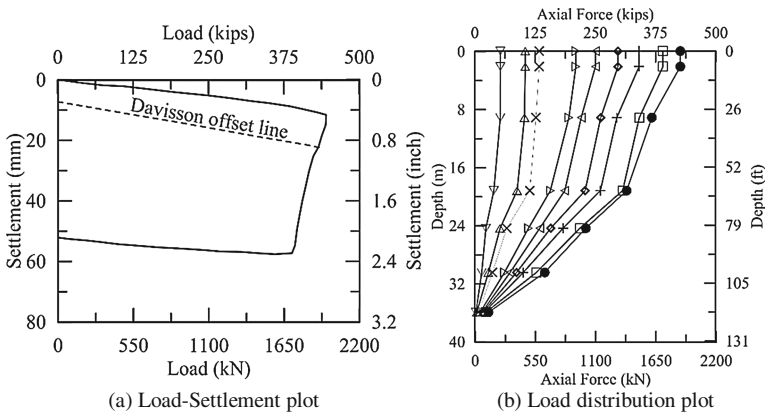 Load (kips)
0 125 250 375 500
0 20 40 60 80
Settlement (mm)
Davisson offset line
0 0.8 1.6 2.4 3.2
Settlement (inch)
0 550 1100 1650 2200
Load (kN)
(a) Load-Settlement plot
Axial Force (kips)
0 125 250 375 500
0 8 16 24 32 40
Depth (m)
0 26 52 79 105 131
Depth (ft)
0 550 1100 1650 2200
Axial Force (kN)
(b) Load distribution plot